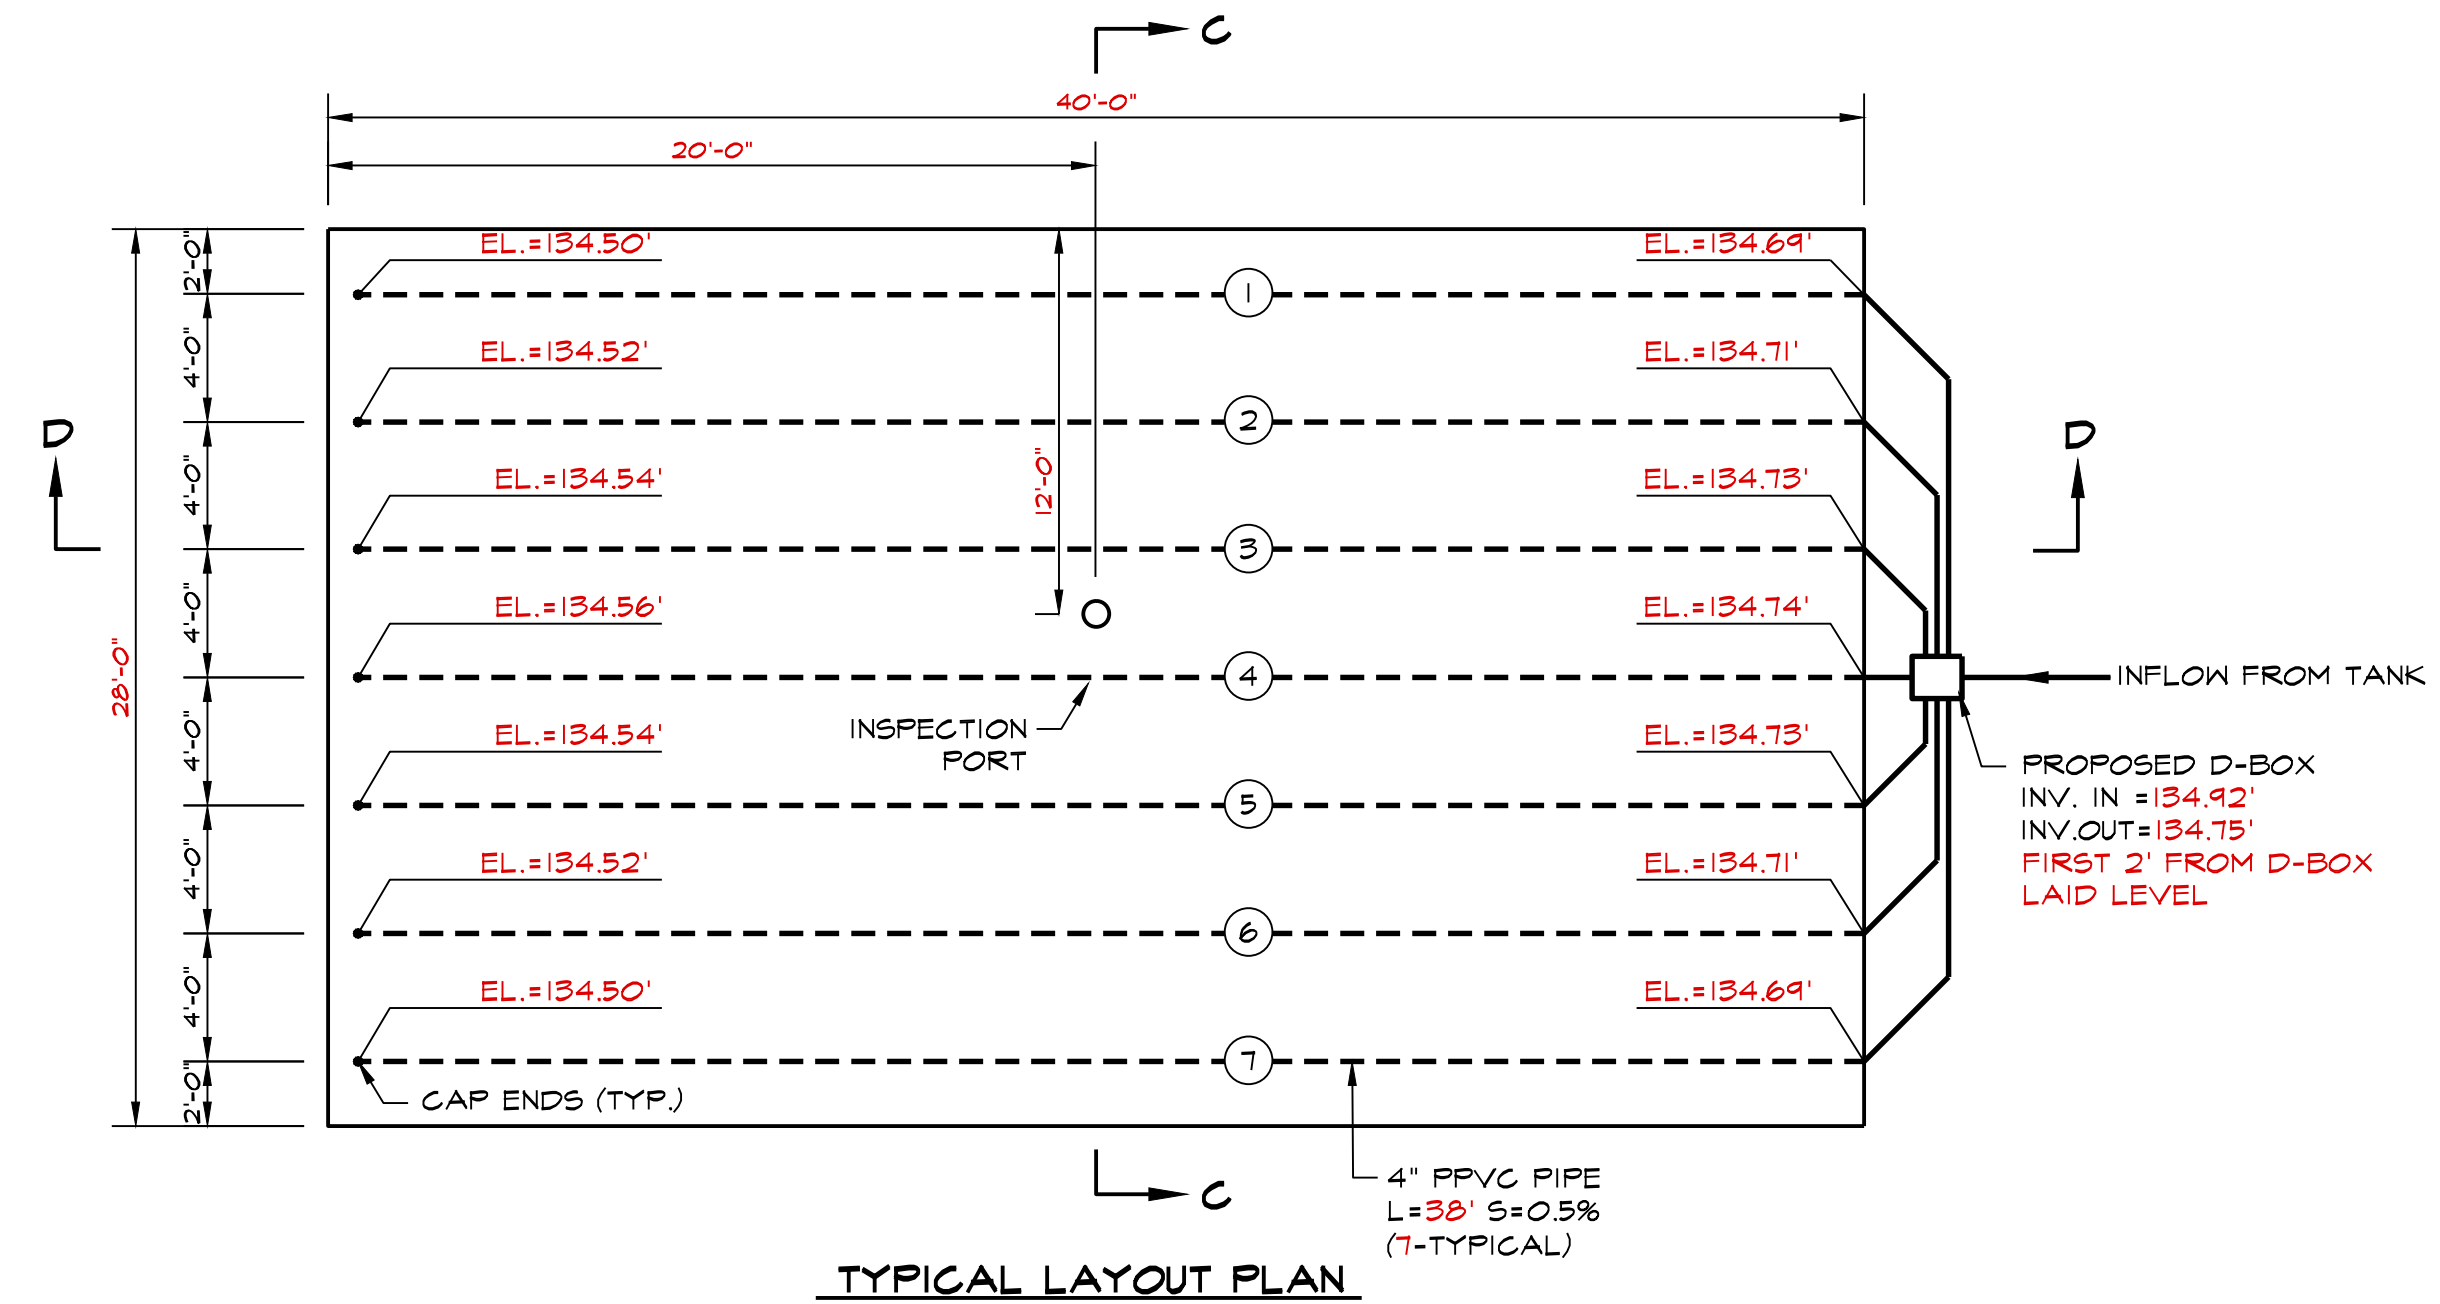 C
40'-0"
20'-0"
2'-0"
EL.=134.50'
EL.=134.69'
1
4'-0"
EL.=134.52'
EL.=134.71'
2
D
D
4'-0"
12'-0"
EL.=134.54'
EL.=134.73'
3
4'-0"
EL.=134.56'
EL.=134.74'
28'-0"
4
INFLOW FROM TANK
4'-0"
INSPECTION
PORT
EL.=134.54'
EL.=134.73'
5
PROPOSED D-BOX
INV. IN =134.92'
INV.OUT=134.75'
FIRST 2' FROM D-BOX
LAID LEVEL
4'-0"
EL.=134.52'
EL.=134.71'
6
4'-0"
EL.=134.50'
EL.=134.69'
7
2'-0"
CAP ENDS (TYP.)
C
4" PPVC PIPE
L=38' S=0.5%
(7-TYPICAL)
TYPICAL LAYOUT PLAN